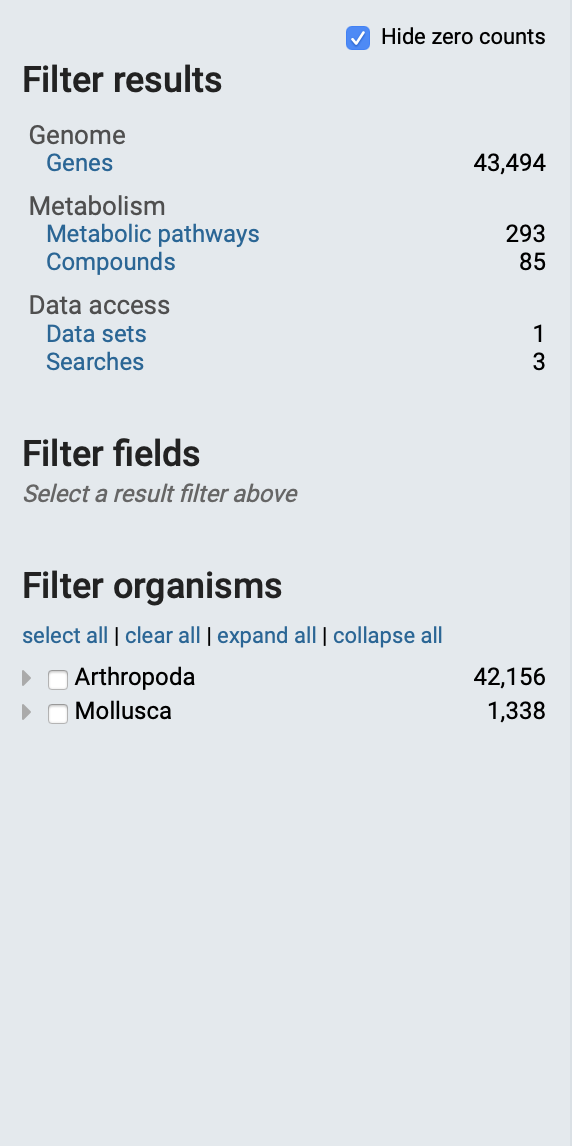 Hide zero counts
Filter results
Genome
Genes 43,494
Metabolism
Metabolic pathways 293
Compounds 85
Data access
Data sets 1
Searches 3
Filter fields
Select a result filter above
Filter organisms
select all | clear all | expand all | collapse all
Arthropoda 42,156
Mollusca 1,338